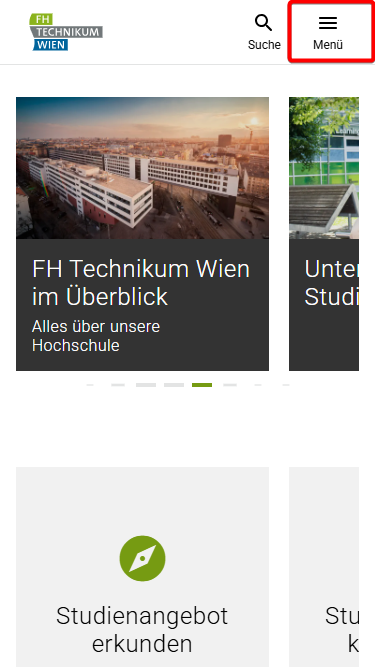 FH
TECHNIKUM
WIEN
Suche
Menü
FH Technikum Wien
im Überblick
Alles über unsere
Hochschule
Unter
Studi
Studienangebot
erkunden
Stu
k